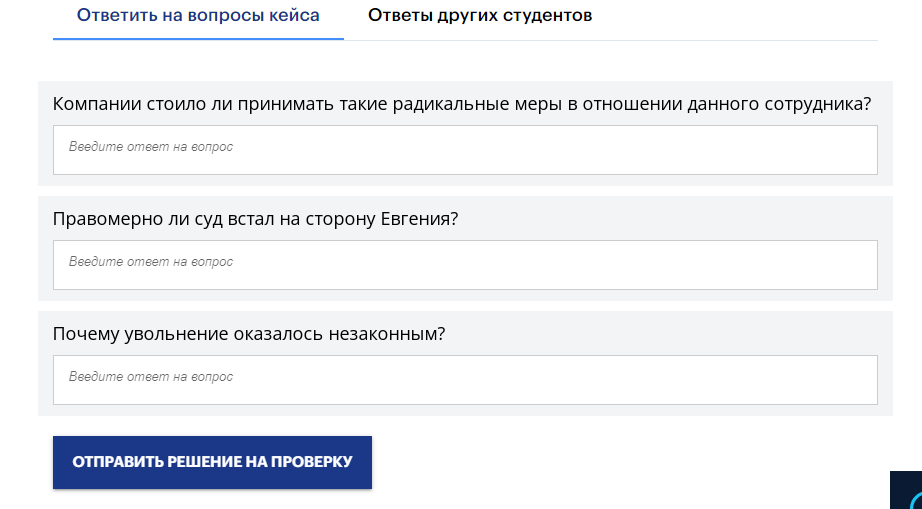 Ответить на вопросы кейса
Ответы других студентов
Компании стоило ли принимать такие радикальные меры в отношении данного сотрудника?
Введите ответ на вопрос
Правомерно ли суд встал на сторону Евгения?
Введите ответ на вопрос
Почему увольнение оказалось незаконным?
Введите ответ на вопрос
ОТПРАВИТЬ РЕШЕНИЕ НА ПРОВЕРКУ